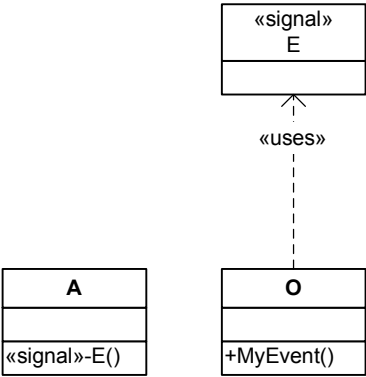 «signal»
E
«uses»
A
O
«signal»-E()
+MyEvent()